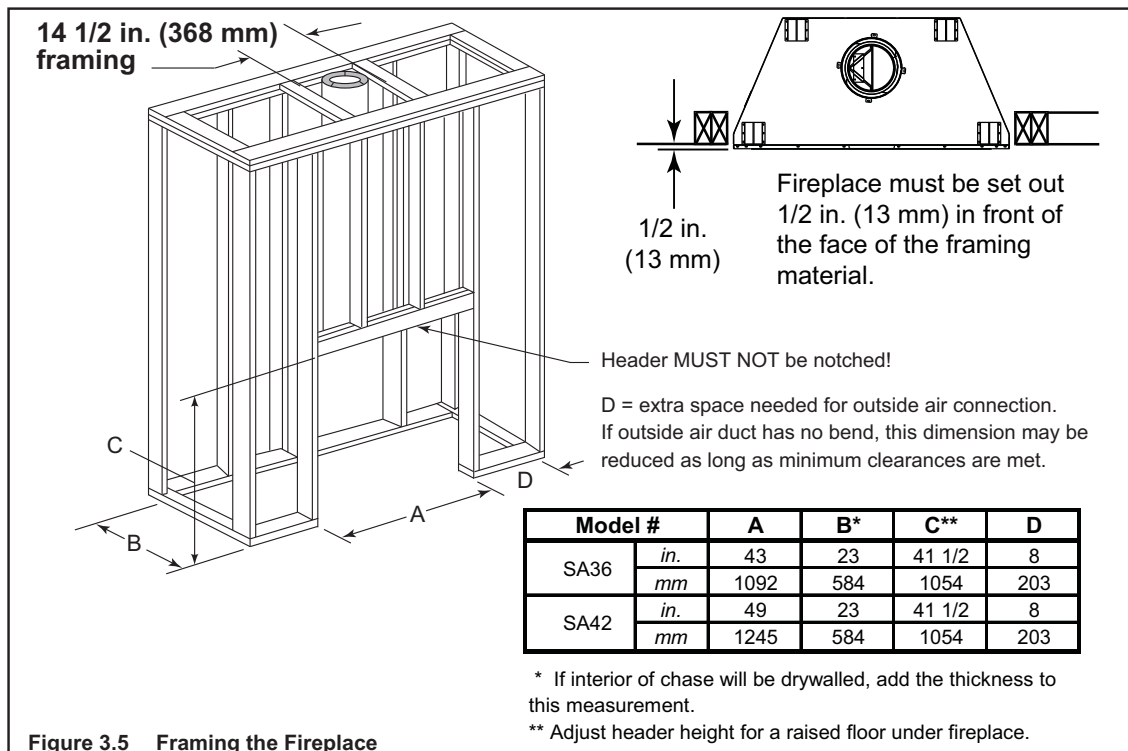 14 1/2 in. (368 mm)
framing
1/2 in.
(13 mm)
Fireplace must be set out
1/2 in. (13 mm) in front of
the face of the framing
material.
Header MUST NOT be notched!
D = extra space needed for outside air connection.
If outside air duct has no bend, this dimension may be
reduced as long as minimum clearances are met.
C
D
A
B
Model # A B* C** D
SA36 in. 43 23 41 1/2 8
mm 1092 584 1054 203
SA42 in. 49 23 41 1/2 8
mm 1245 584 1054 203
* If interior of chase will be drywalled, add the thickness to
this measurement.
** Adjust header height for a raised floor under fireplace.
Figure 3.5 Framing the Fireplace